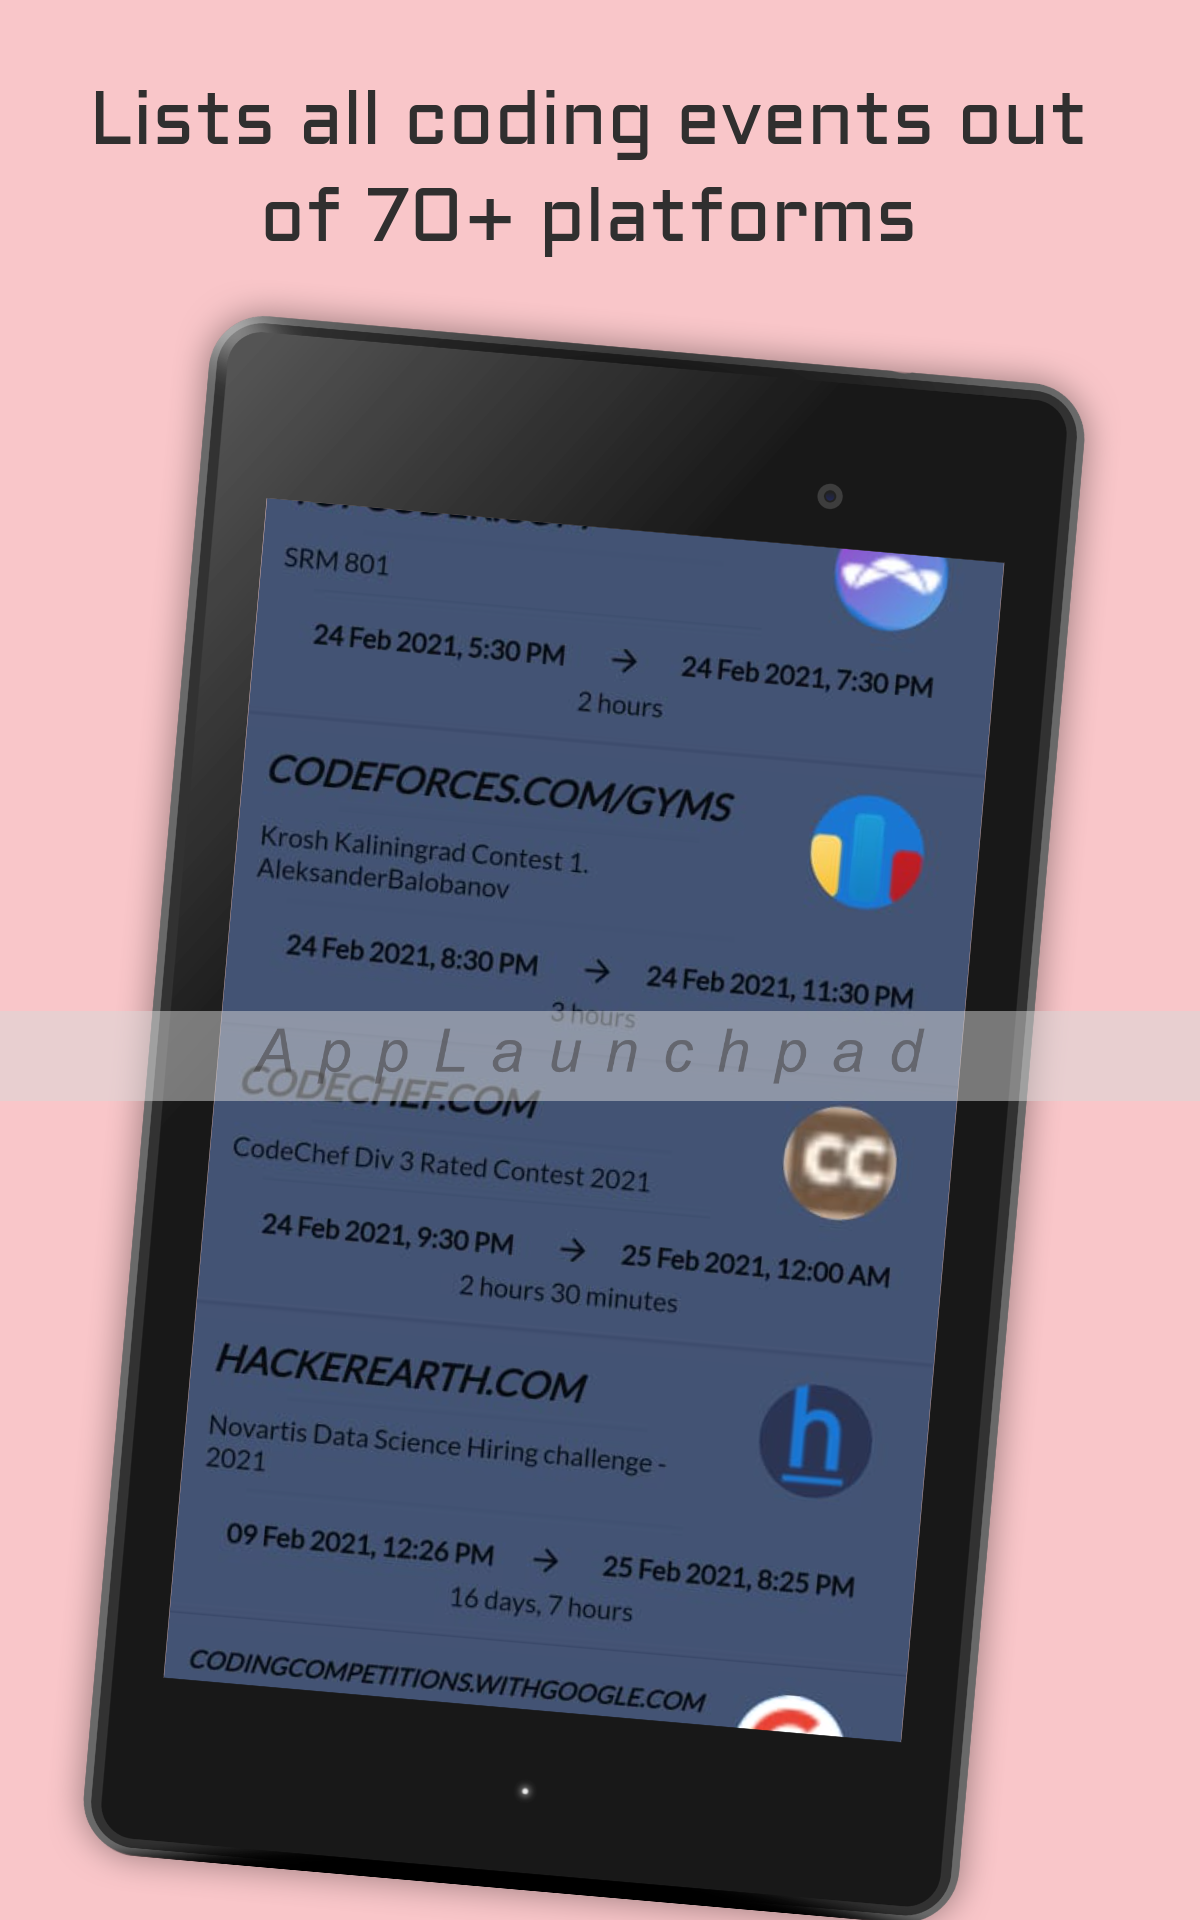 Lists all coding events out
of 70+ platforms
SRM 801
24 Feb 2021, 5:30 PM → 24 Feb 2021, 7:30 PM
2 hours
CODEFORCES.COM/GYMS
Krosh Kaliningrad Contest 1.
AleksanderBalobanov
24 Feb 2021, 8:30 PM → 24 Feb 2021, 11:30 PM
3 hours
AppLaunchpad
CODECHEF.COM
CC
CodeChef Div 3 Rated Contest 2021
24 Feb 2021, 9:30 PM → 25 Feb 2021, 12:00 AM
2 hours 30 minutes
HACKEREARTH.COM
h
Novartis Data Science Hiring challenge -
2021
09 Feb 2021, 12:26 PM → 25 Feb 2021, 8:25 PM
16 days, 7 hours
CODINGCOMPETITIONS.WITHGOOGLE.COM